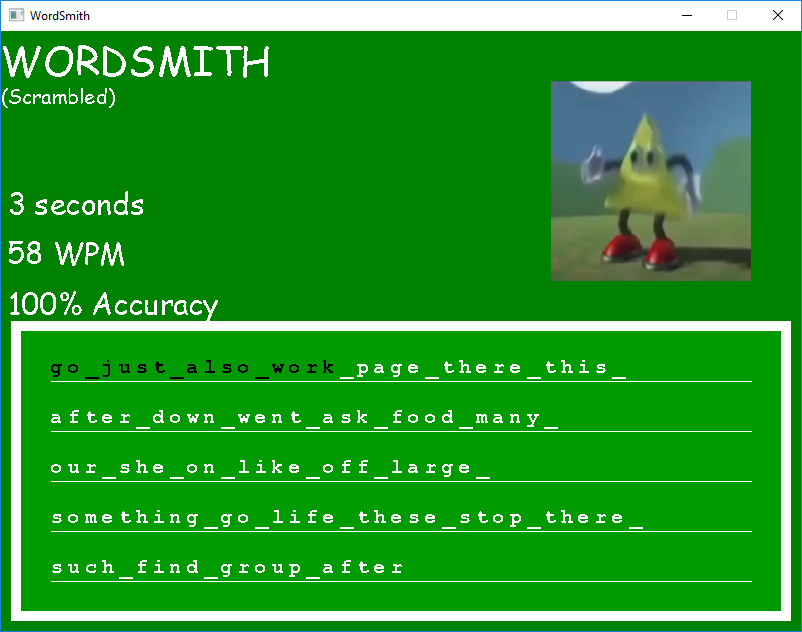 WordSmith
WORDSMITH
(Scrambled)
3 seconds
58 WPM
100% Accuracy
go_just_also_work_page_there_this_
after_down_went_ask_food_many_
our_she_on_like_off_large_
something_go_life_these_stop_there_
such_find_group_after